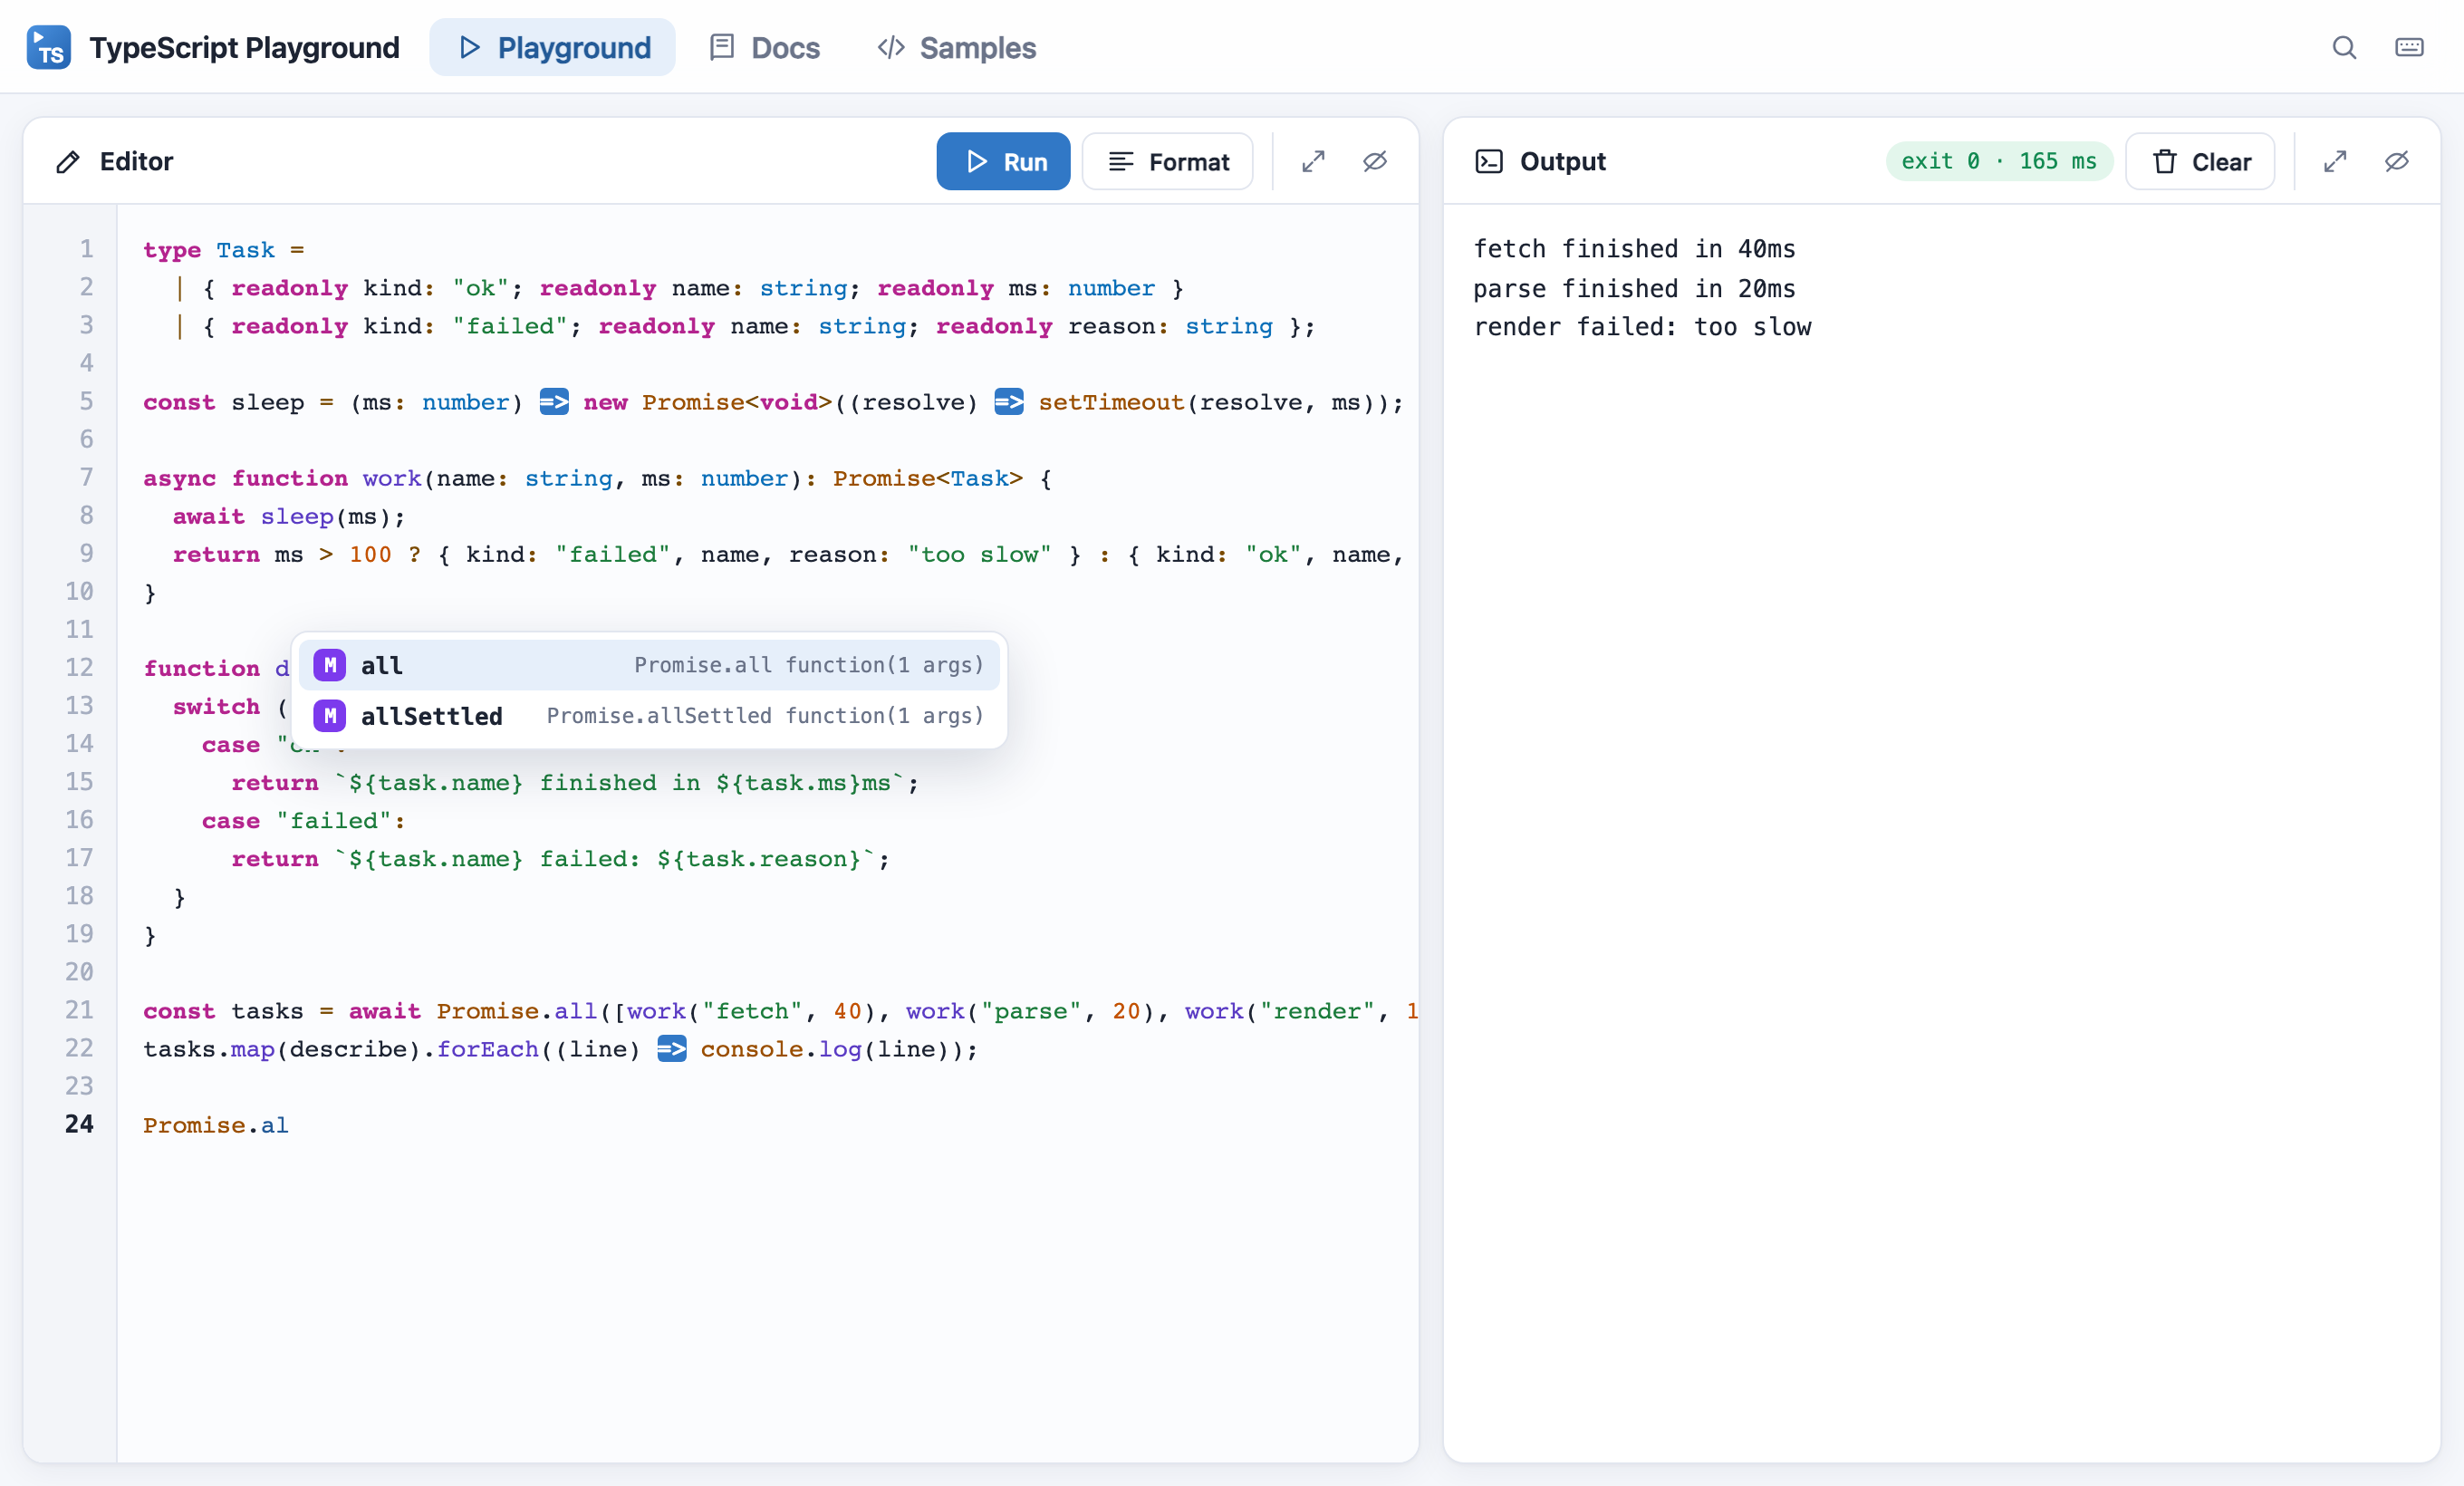 TS TypeScript Playground Playground Docs Samples
Editor Run Format
1 type Task =
2   | { readonly kind: "ok"; readonly name: string; readonly ms: number }
3   | { readonly kind: "failed"; readonly name: string; readonly reason: string };
4
5 const sleep = (ms: number) => new Promise<void>((resolve) => setTimeout(resolve, ms));
6
7 async function work(name: string, ms: number): Promise<Task> {
8   await sleep(ms);
9   return ms > 100 ? { kind: "failed", name, reason: "too slow" } : { kind: "ok", name,
10 }
11
12 function d
M all Promise.all function(1 args)
13   switch (
M allSettled Promise.allSettled function(1 args)
14     case "ok":
15       return `${task.name} finished in ${task.ms}ms`;
16     case "failed":
17       return `${task.name} failed: ${task.reason}`;
18   }
19 }
20
21 const tasks = await Promise.all([work("fetch", 40), work("parse", 20), work("render", 1
22 tasks.map(describe).forEach((line) => console.log(line));
23
24 Promise.al
Output exit 0 · 165 ms Clear
fetch finished in 40ms
parse finished in 20ms
render failed: too slow